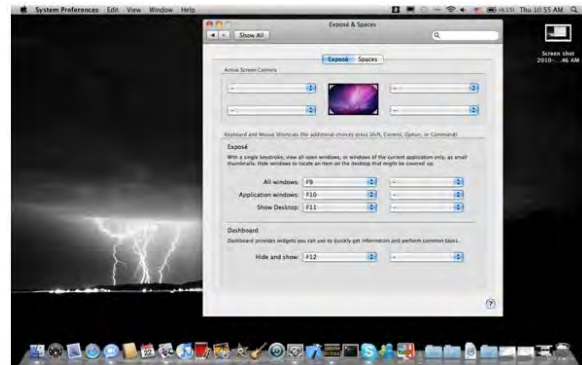 System Preferences Edit View Window Help
Thu 10:55 AM
Exposé & Spaces
Show All
Exposé Spaces
Active Screen Corners
-
-
-
-
Keyboard and Mouse Shortcuts (for additional choices press Shift, Control, Option, or Command)
Exposé
With a single keystroke, view all open windows, or windows of the current application only, as small
thumbnails. Hide windows to locate an item on the desktop that might be covered up.
All windows: F9 -
Application windows: F10 -
Show Desktop: F11 -
Dashboard
Dashboard provides widgets you can use to quickly get information and perform common tasks.
Hide and show: F12 -
?
Screen shot
2010-...46 AM
22